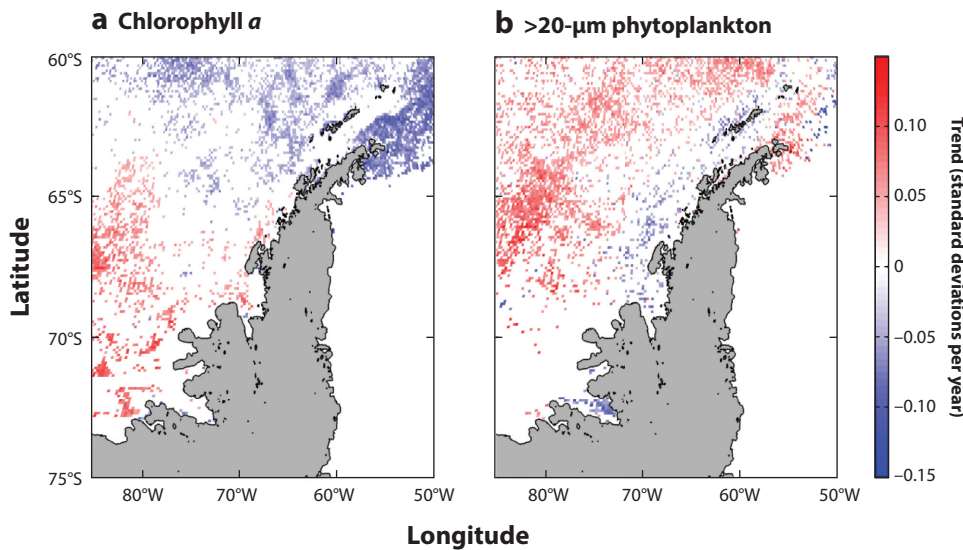 a Chlorophyll a
b >20-μm phytoplankton
60°S
65°S
70°S
75°S
Latitude
80°W 70°W 60°W 50°W
80°W 70°W 60°W 50°W
Longitude
0.10
0.05
0
−0.05
−0.10
−0.15
Trend (standard deviations per year)